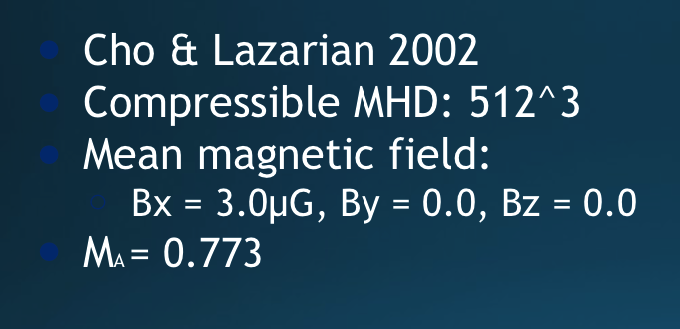 Cho & Lazarian 2002
Compressible MHD: 512^3
Mean magnetic field:
Bx = 3.0μG, By = 0.0, Bz = 0.0
MA = 0.773